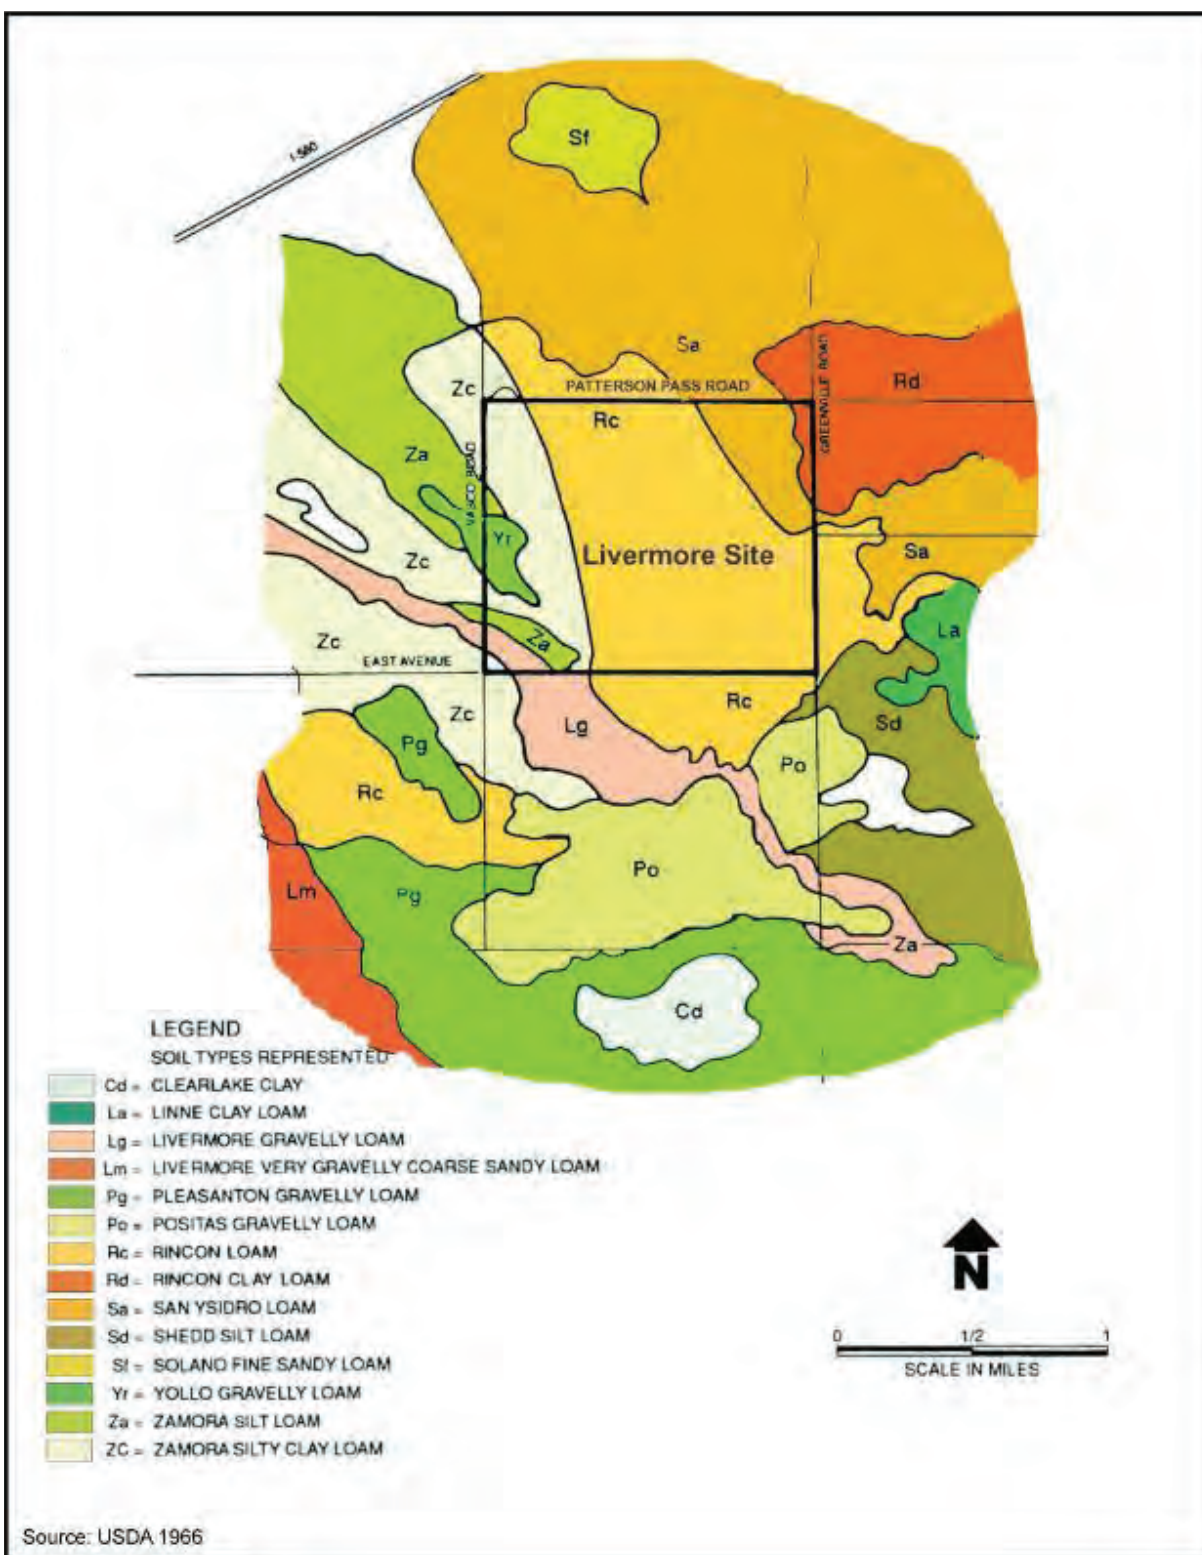 I-580
Sf
Sa
GREENVILLE ROAD
Rd
Zc
PATTERSON PASS ROAD
Rc
Za
VASCO ROAD
Yr
Livermore Site
Sa
Zc
La
Zc
Za
EAST AVENUE
Rc
Zc
Lg
Sd
Pg
Po
Rc
Po
Lm
Pg
Za
Cd
LEGEND
SOIL TYPES REPRESENTED
Cd = CLEARLAKE CLAY
La = LINNE CLAY LOAM
Lg = LIVERMORE GRAVELLY LOAM
Lm = LIVERMORE VERY GRAVELLY COARSE SANDY LOAM
Pg = PLEASANTON GRAVELLY LOAM
Po = POSITAS GRAVELLY LOAM
Rc = RINCON LOAM
Rd = RINCON CLAY LOAM
Sa = SAN YSIDRO LOAM
Sd = SHEDD SILT LOAM
Sf = SOLANO FINE SANDY LOAM
Yr = YOLLO GRAVELLY LOAM
Za = ZAMORA SILT LOAM
ZC = ZAMORA SILTY CLAY LOAM
N
0 1/2 1
SCALE IN MILES
Source: USDA 1966